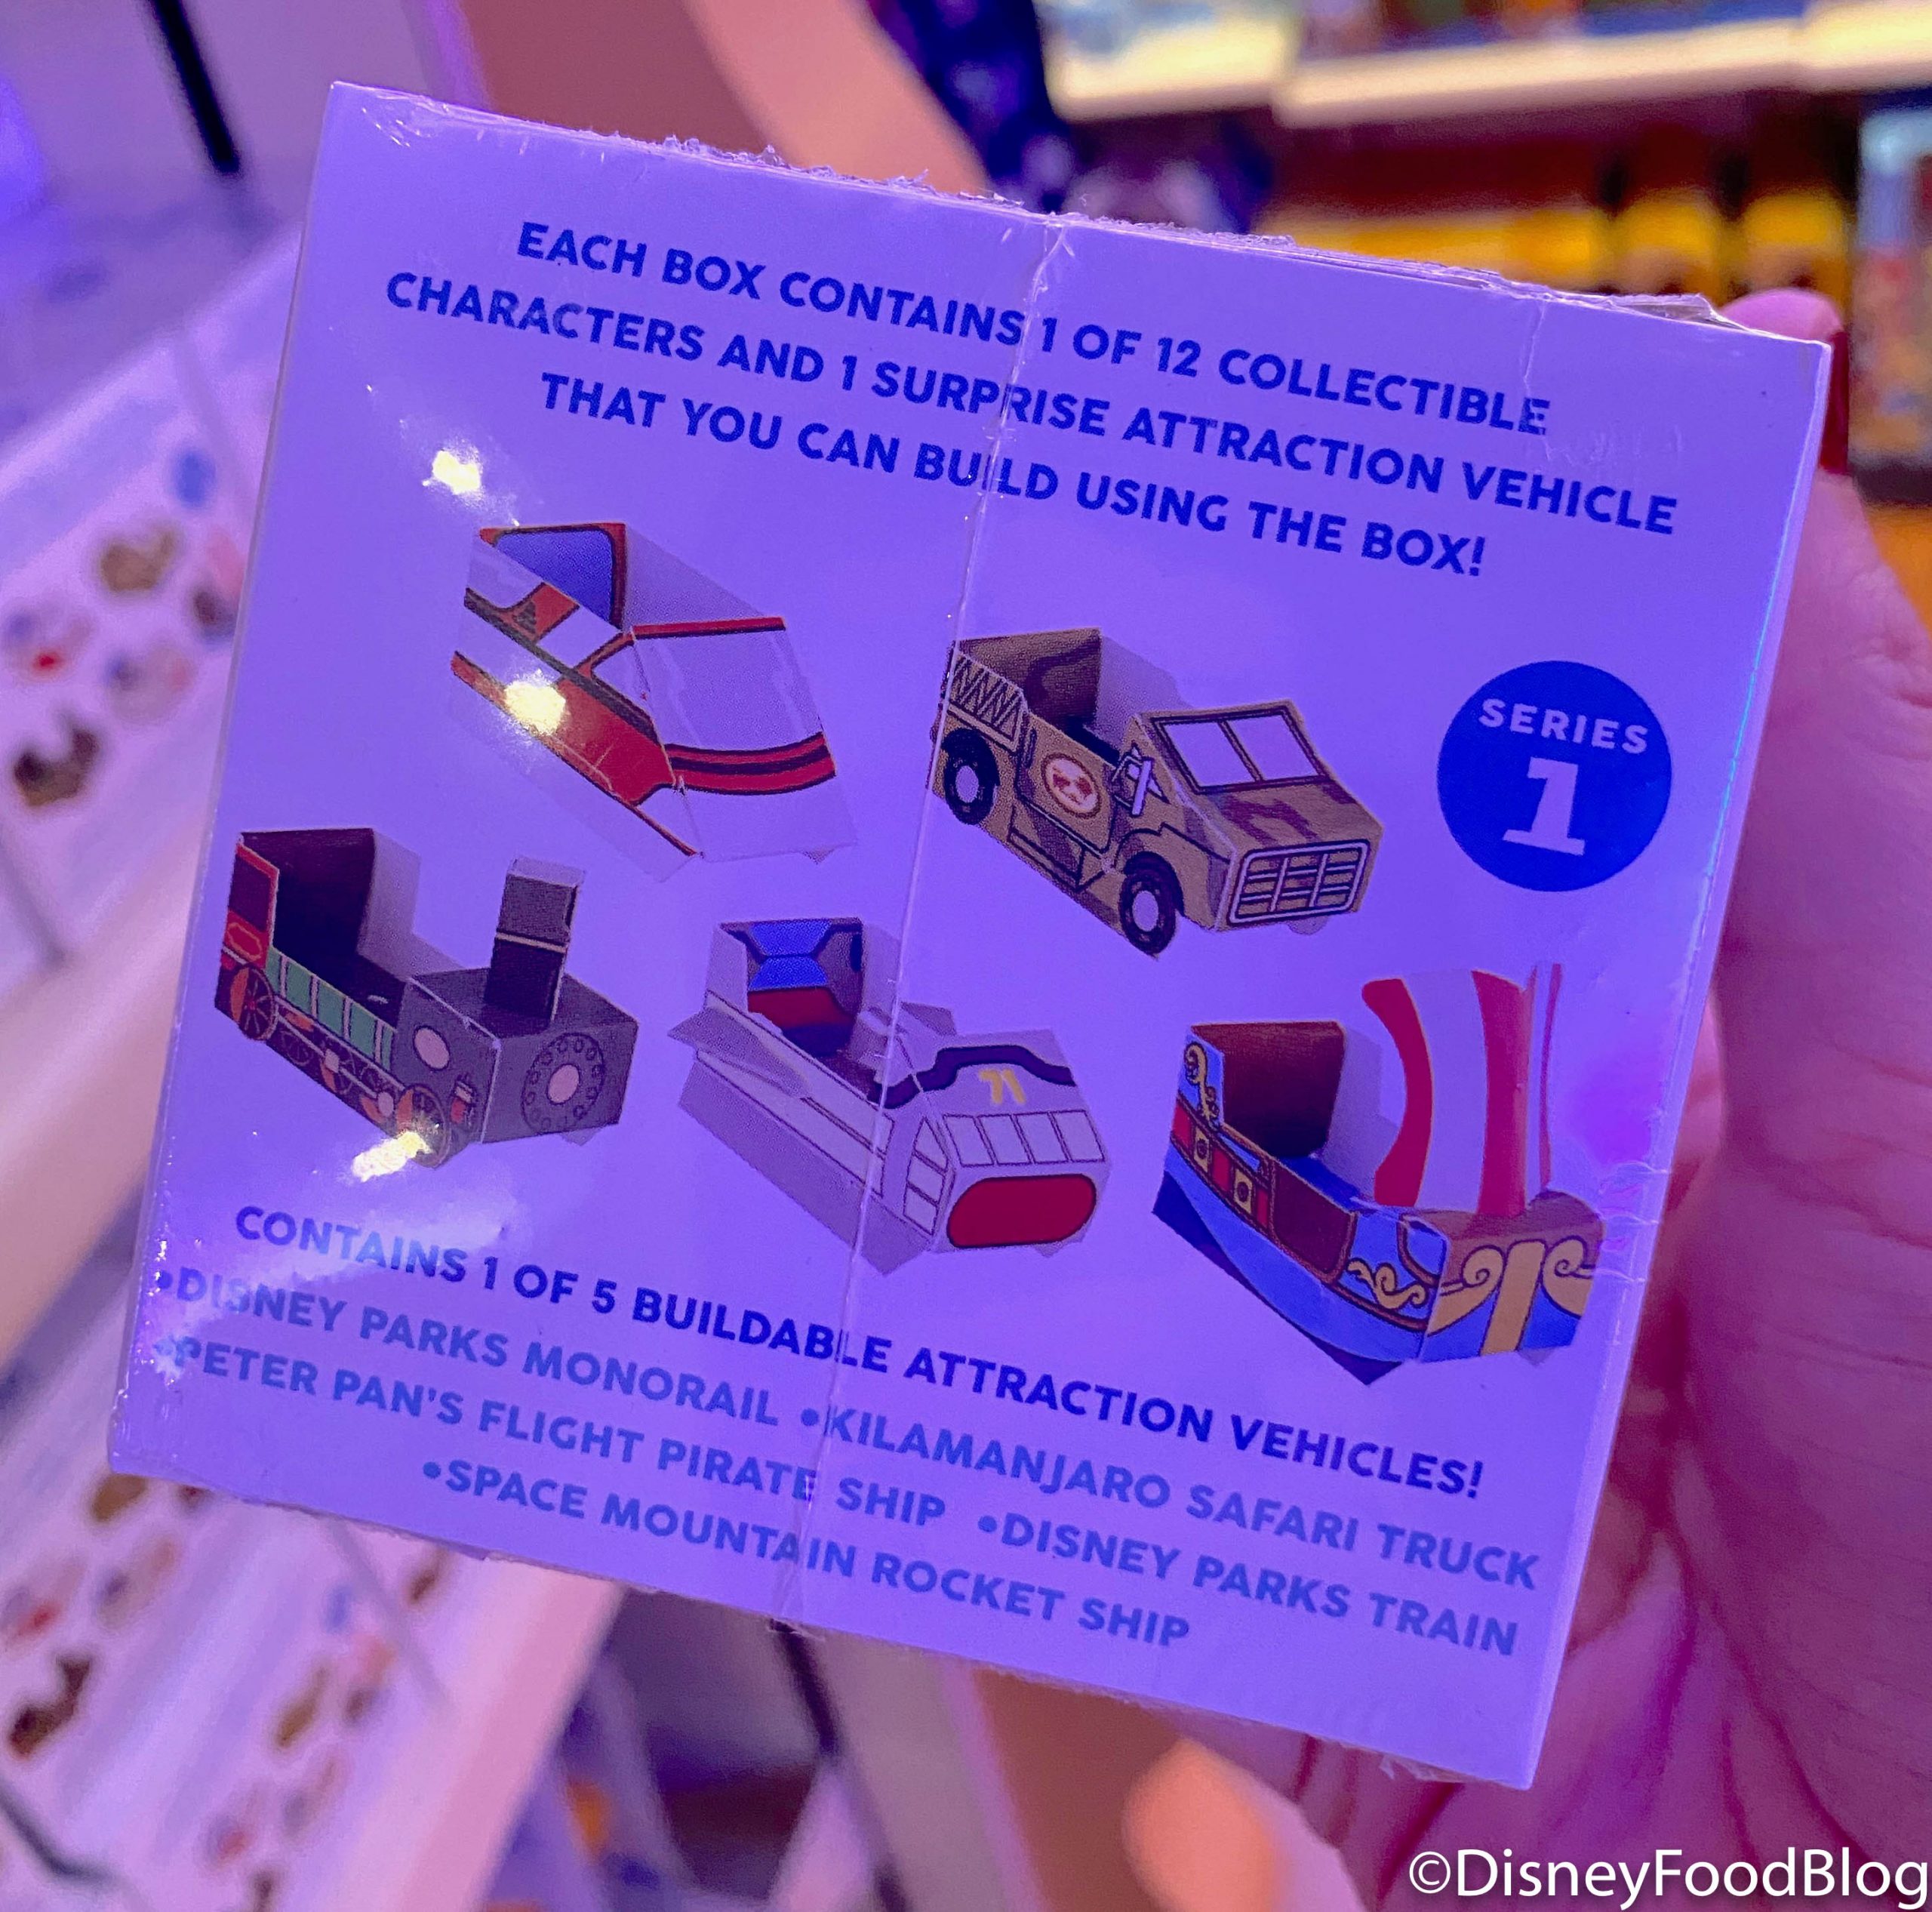 EACH BOX CONTAINS 1 OF 12 COLLECTIBLE
CHARACTERS AND 1 SURPRISE ATTRACTION VEHICLE
THAT YOU CAN BUILD USING THE BOX!
SERIES
1
71
CONTAINS 1 OF 5 BUILDABLE ATTRACTION VEHICLES!
•DISNEY PARKS MONORAIL •KILAMANJARO SAFARI TRUCK
•PETER PAN'S FLIGHT PIRATE SHIP •DISNEY PARKS TRAIN
•SPACE MOUNTAIN ROCKET SHIP
©DisneyFoodBlog